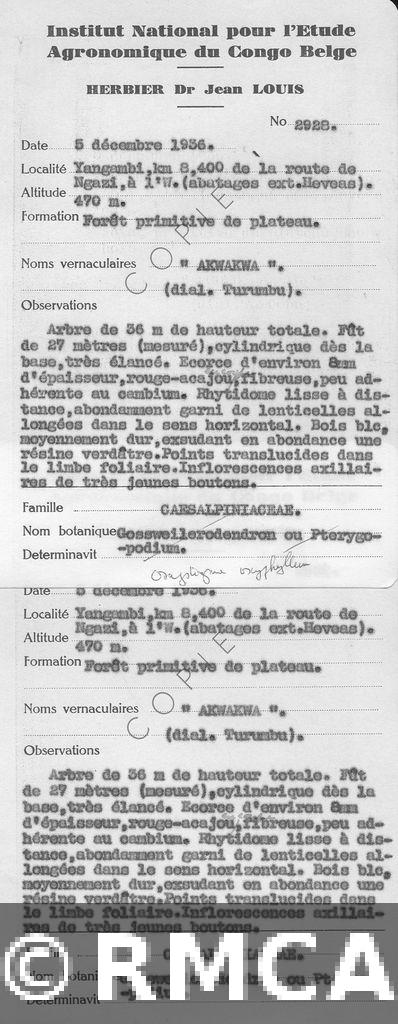 Institut National pour l'Etude
Agronomique du Congo Belge
HERBIER Dr Jean LOUIS
No 2928.
Date 5 décembre 1936.
Localité Yangambi,km 8,400 de la route de
Ngazi,à l'W.(abatages ext.Heveas).
Altitude 470 m.
Formation Forêt primitive de plateau.
COPIE
Noms vernaculaires " AKWAKWA ".
(dial. Turumbu).
Observations
Arbre de 36 m de hauteur totale. Fût
de 27 mètres (mesuré),cylindrique dès la
base,très élancé. Ecorce d'environ 8mm
d'épaisseur,rouge-acajou,fibreuse,peu ad-
hérente au cambium. Rhytidome lisse à dis-
tance,abondamment garni de lenticelles al-
longées dans le sens horizontal. Bois blc,
moyennement dur,exsudant en abondance une
résine verdâtre.Points translucides dans
le limbe foliaire.Inflorescences axillai-
res de très jeunes boutons.
Famille CAESALPINIACEAE.
Nom botanique Gossweilerodendron ou Pterygo-
Determinavit -podium.
oxyphyllum
Date 5 décembre 1936.
Localité Yangambi,km 8,400 de la route de
Ngazi,à l'W.(abatages ext.Heveas).
Altitude 470 m.
Formation Forêt primitive de plateau.
COPIE
Noms vernaculaires " AKWAKWA ".
(dial. Turumbu).
Observations
Arbre de 36 m de hauteur totale. Fût
de 27 mètres (mesuré),cylindrique dès la
base,très élancé. Ecorce d'environ 8mm
d'épaisseur,rouge-acajou,fibreuse,peu ad-
hérente au cambium. Rhytidome lisse à dis-
tance,abondamment garni de lenticelles al-
longées dans le sens horizontal. Bois blc,
moyennement dur,exsudant en abondance une
résine verdâtre.Points translucides dans
le limbe foliaire.Inflorescences axillai-
res de très jeunes boutons.
© RMCA
Nom botani
Determinavit